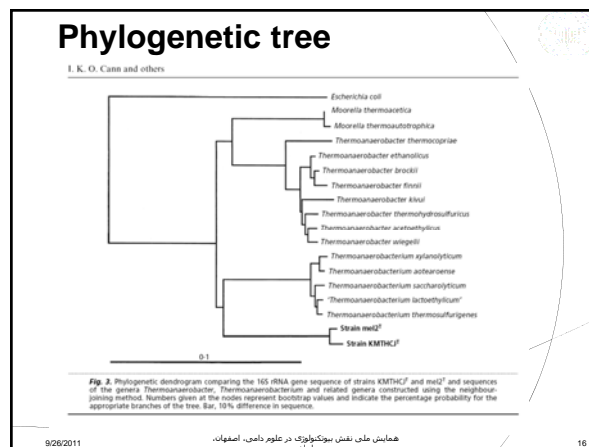 Phylogenetic tree
I. K. O. Cann and others
Escherichia coli
Moorella thermoacetica
Moorella thermoautotrophica
Thermoanaerobacter thermocopriae
Thermoanaerobacter ethanolicus
Thermoanaerobacter brockii
Thermoanaerobacter finnii
Thermoanaerobacter kivui
Thermoanaerobacter thermohydrosulfuricus
Thermoanaerobacter acetoethylicus
Thermoanaerobacter wiegelii
Thermoanaerobacterium xylanolyticum
Thermoanaerobacterium aotearoense
Thermoanaerobacterium saccharolyticum
'Thermoanaerobacterium lactoethylicum'
Thermoanaerobacterium thermosulfurigenes
Strain mel2ᵀ
Strain KMTHCJᵀ
0·1
Fig. 3. Phylogenetic dendrogram comparing the 16S rRNA gene sequence of strains KMTHCJᵀ and mel2ᵀ and sequences
of the genera Thermoanaerobacter, Thermoanaerobacterium and related genera constructed using the neighbour-
joining method. Numbers given at the nodes represent bootstrap values and indicate the percentage probability for the
appropriate branches of the tree. Bar, 10% difference in sequence.
9/26/2011
همایش ملی نقش بیوتکنولوژی در علوم دامی، اصفهان،
16